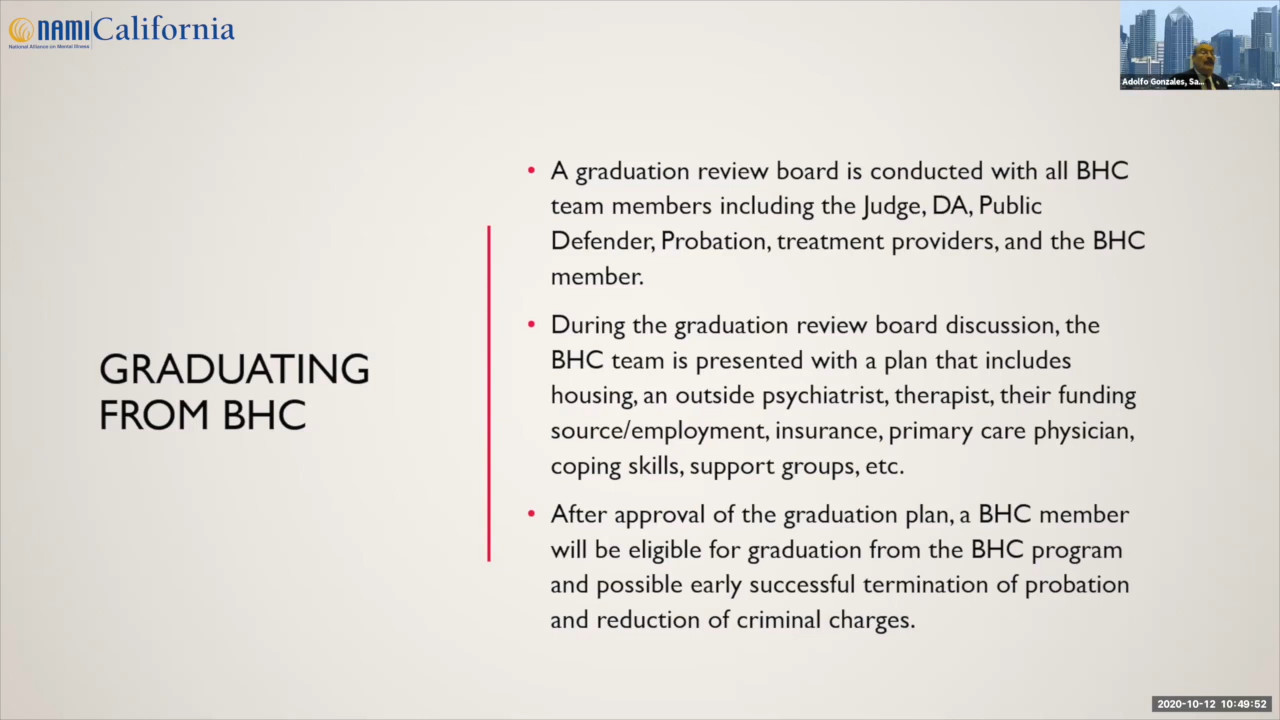 NAMI California
National Alliance on Mental Illness
Adolfo Gonzales, Sa...
• A graduation review board is conducted with all BHC
team members including the Judge, DA, Public
Defender, Probation, treatment providers, and the BHC
member.
• During the graduation review board discussion, the
BHC team is presented with a plan that includes
housing, an outside psychiatrist, therapist, their funding
source/employment, insurance, primary care physician,
coping skills, support groups, etc.
• After approval of the graduation plan, a BHC member
will be eligible for graduation from the BHC program
and possible early successful termination of probation
and reduction of criminal charges.
GRADUATING
FROM BHC
2020-10-12 10:49:52